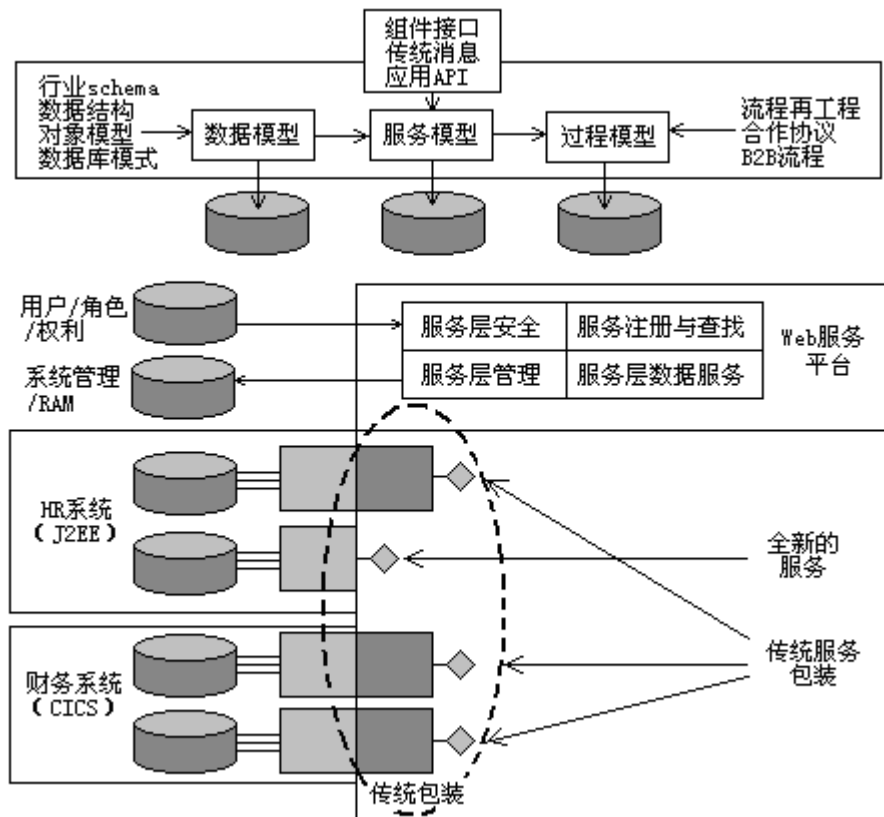 组件接口
传统消息
应用API
行业schema
数据结构
对象模型
数据库模式
数据模型
服务模型
过程模型
流程再工程
合作协议
B2B流程
用户/角色
/权利
服务层安全
服务注册与查找
Web服务
平台
系统管理
/RAM
服务层管理
服务层数据服务
HR系统
(J2EE)
全新的
服务
传统服务
包装
财务系统
(CICS)
传统包装